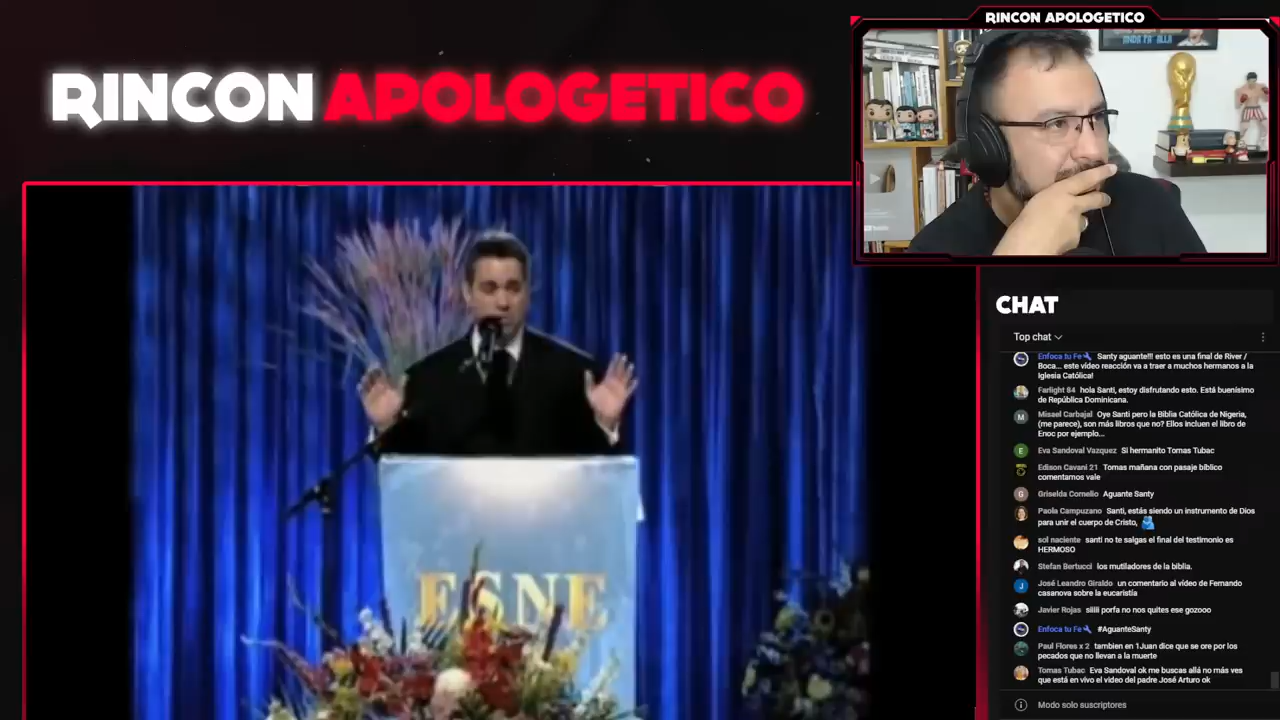 RINCON APOLOGETICO
ONDA PA' ALLA
RINCON APOLOGETICO
ESNE
CHAT
Top chat
Enfoca tu Fe Santy aguante!!! esto es una final de River /
Boca... este vídeo reacción va a traer a muchos hermanos a la
Iglesia Católica!
Farlight 84 hola Santi, estoy disfrutando esto. Está buenísimo
de República Dominicana.
Misael Carbajal Oye Santi pero la Biblia Católica de Nigeria,
(me parece), son más libros que no? Ellos incluen el libro de
Enoc por ejemplo...
Eva Sandoval Vazquez Si hermanito Tomas Tubac
Edison Cavani 21 Tomas mañana con pasaje bíblico
comentamos vale
Griselda Cornelio Aguante Santy
Paola Campuzano Santi, estás siendo un instrumento de Dios
para unir el cuerpo de Cristo,
sol naciente santi no te salgas el final del testimonio es
HERMOSO
Stefan Bertucci los mutiladores de la biblia.
José Leandro Giraldo un comentario al vídeo de Fernando
casanova sobre la eucaristía
Javier Rojas siiii porfa no nos quites ese gozooo
Enfoca tu Fe #AguanteSanty
Paul Flores x 2 tambien en 1Juan dice que se ore por los
pecados que no llevan a la muerte
Tomas Tubac Eva Sandoval ok me buscas allá no más ves
que está en vivo el video del padre José Arturo ok
Modo solo suscriptores